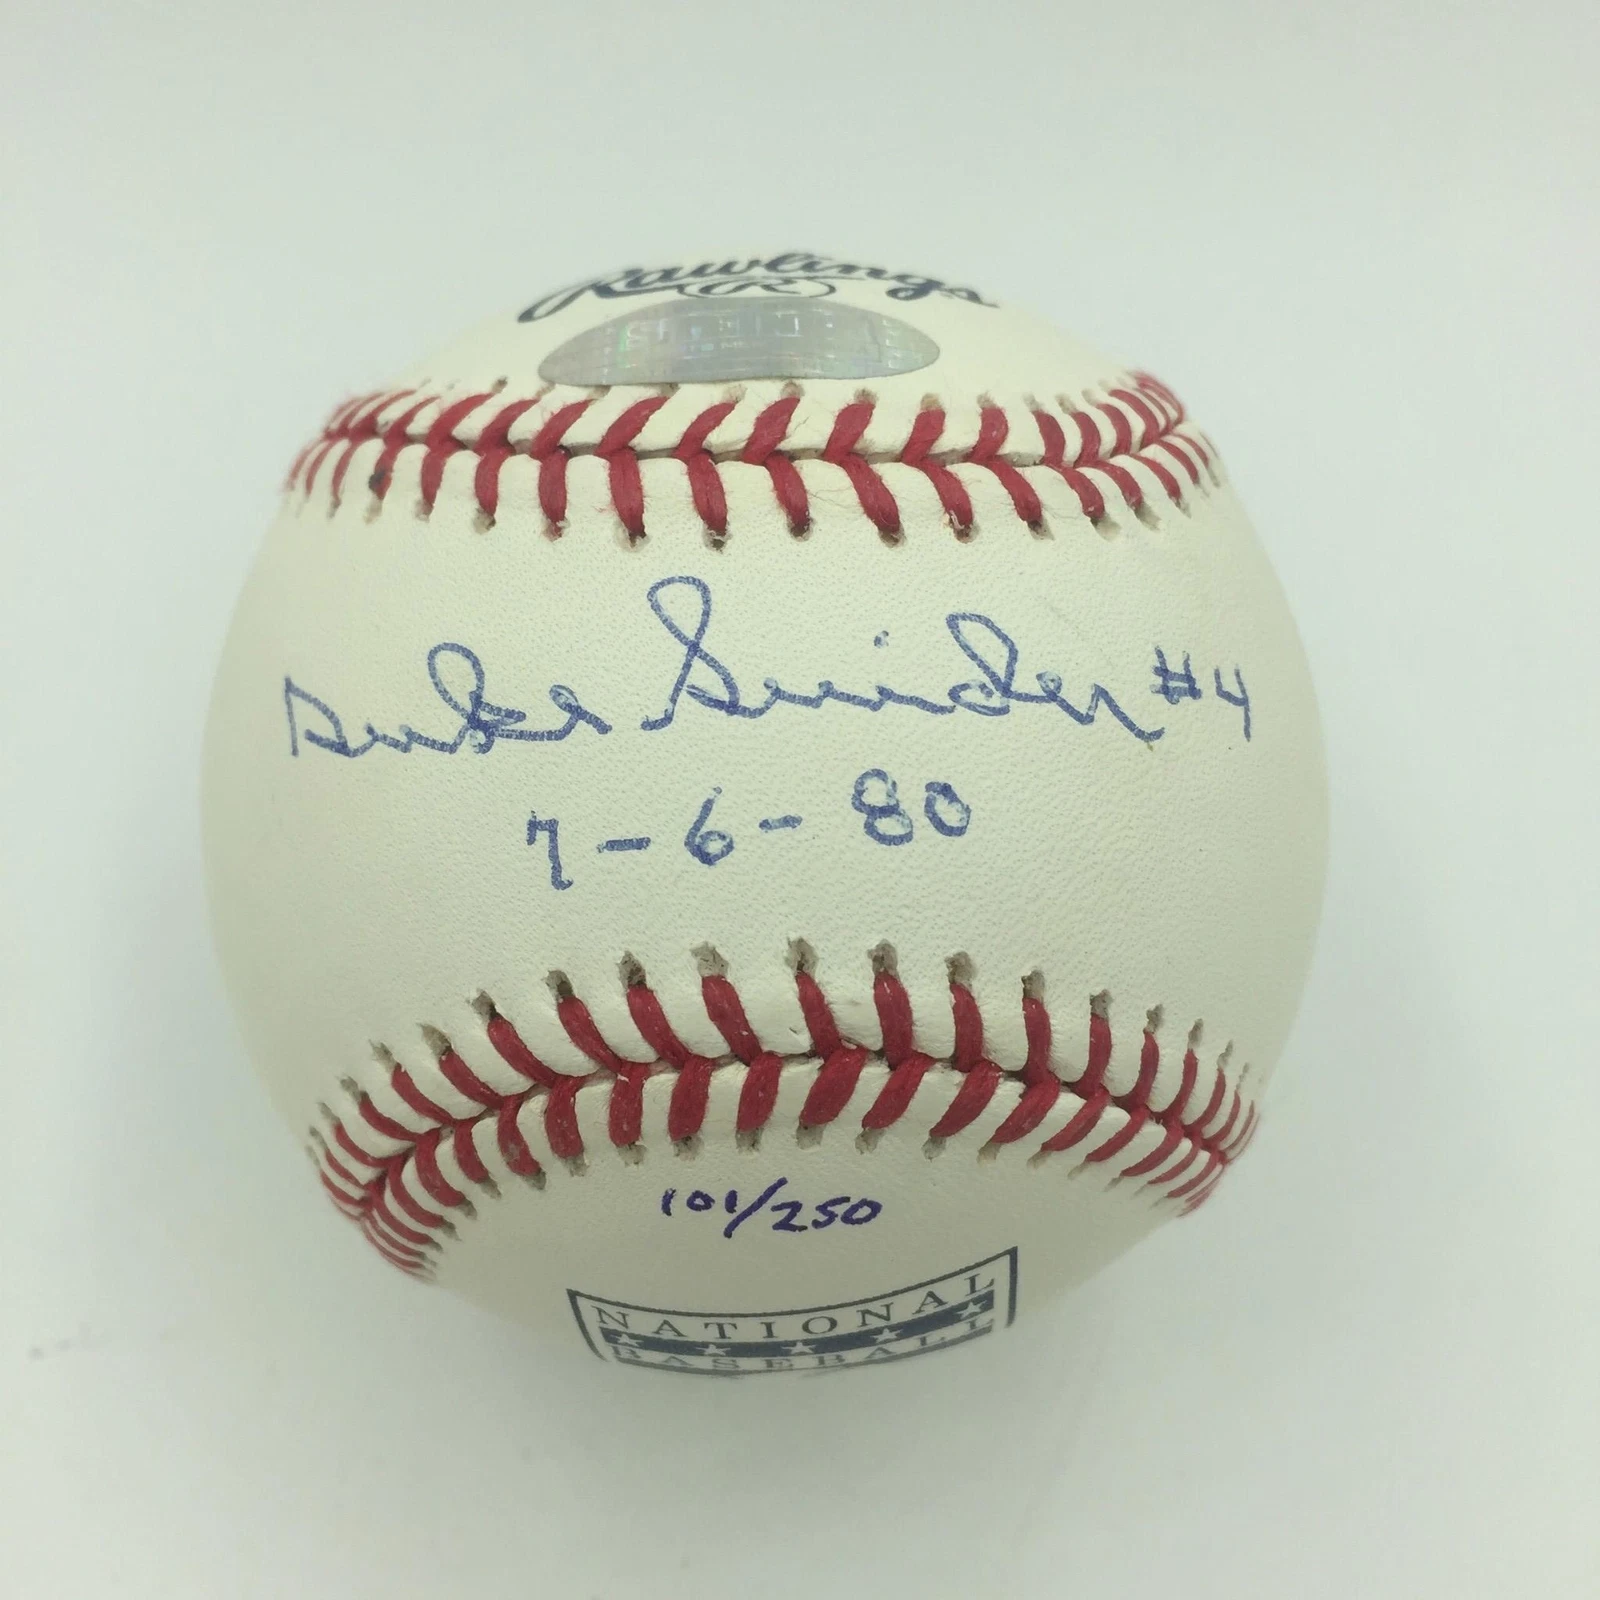 Rawlings
R
Duke Snider #4
7-6-80
101/250
NATIONAL
BASEBALL